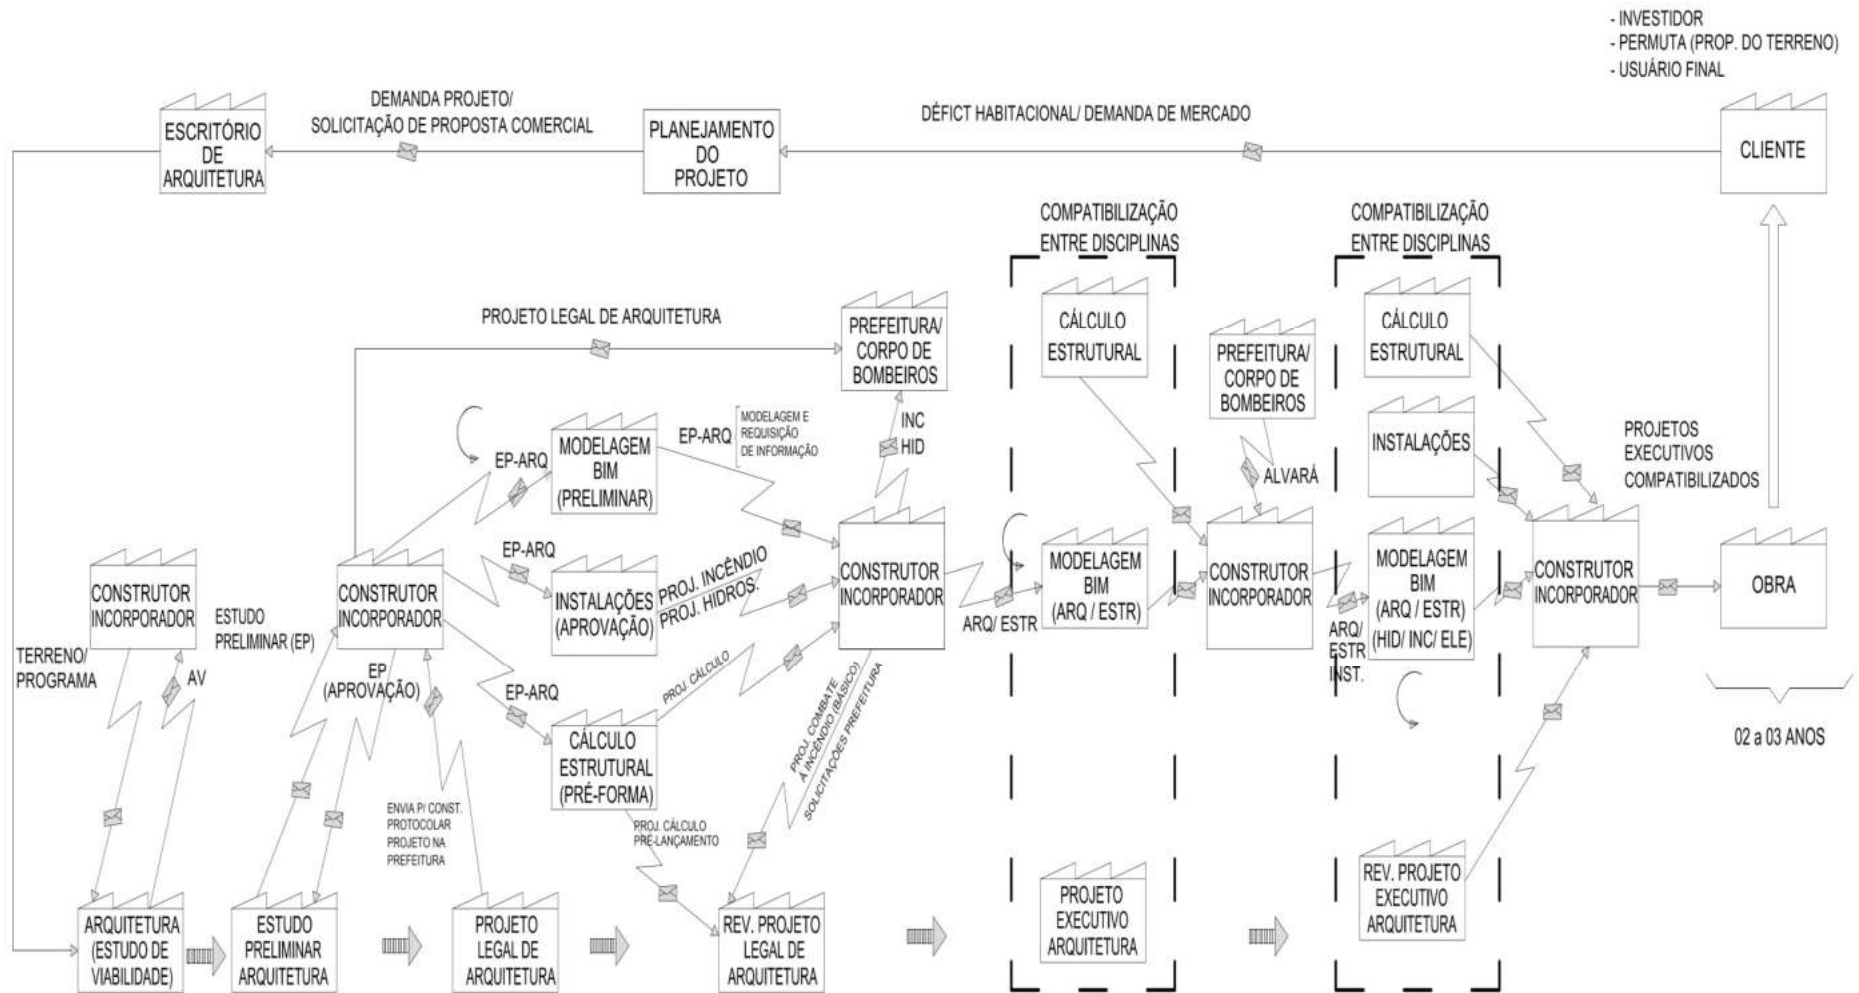 - INVESTIDOR
- PERMUTA (PROP. DO TERRENO)
- USUÁRIO FINAL
ESCRITÓRIO
DE
ARQUITETURA
DEMANDA PROJETO/
SOLICITAÇÃO DE PROPOSTA COMERCIAL
PLANEJAMENTO
DO
PROJETO
DÉFICT HABITACIONAL/ DEMANDA DE MERCADO
CLIENTE
COMPATIBILIZAÇÃO
ENTRE DISCIPLINAS
COMPATIBILIZAÇÃO
ENTRE DISCIPLINAS
PROJETO LEGAL DE ARQUITETURA
PREFEITURA/
CORPO DE
BOMBEIROS
CÁLCULO
ESTRUTURAL
PREFEITURA/
CORPO DE
BOMBEIROS
CÁLCULO
ESTRUTURAL
EP-ARQ
MODELAGEM
BIM
(PRELIMINAR)
EP-ARQ
MODELAGEM E
REQUISIÇÃO
DE INFORMAÇÃO
INC
HID
ALVARÁ
INSTALAÇÕES
PROJETOS
EXECUTIVOS
COMPATIBILIZADOS
CONSTRUTOR
INCORPORADOR
ESTUDO
PRELIMINAR (EP)
CONSTRUTOR
INCORPORADOR
EP-ARQ
INSTALAÇÕES
(APROVAÇÃO)
PROJ. INCÊNDIO
PROJ. HIDROS.
CONSTRUTOR
INCORPORADOR
ARQ/ ESTR
MODELAGEM
BIM
(ARQ / ESTR)
CONSTRUTOR
INCORPORADOR
ARQ/
ESTR
INST.
MODELAGEM
BIM
(ARQ / ESTR)
(HID/ INC/ ELE)
CONSTRUTOR
INCORPORADOR
OBRA
TERRENO/
PROGRAMA
AV
EP
(APROVAÇÃO)
EP-ARQ
PROJ. CÁLCULO
CÁLCULO
ESTRUTURAL
(PRÉ-FORMA)
PROJ. COMBATE
À INCÊNDIO (BÁSICO)
SOLICITAÇÕES PREFEITURA
02 a 03 ANOS
ENVIA P/ CONST.
PROTOCOLAR
PROJETO NA
PREFEITURA
PROJ. CÁLCULO
PRÉ-LANÇAMENTO
ARQUITETURA
(ESTUDO DE
VIABILIDADE)
ESTUDO
PRELIMINAR
ARQUITETURA
PROJETO
LEGAL DE
ARQUITETURA
REV. PROJETO
LEGAL DE
ARQUITETURA
PROJETO
EXECUTIVO
ARQUITETURA
REV. PROJETO
EXECUTIVO
ARQUITETURA